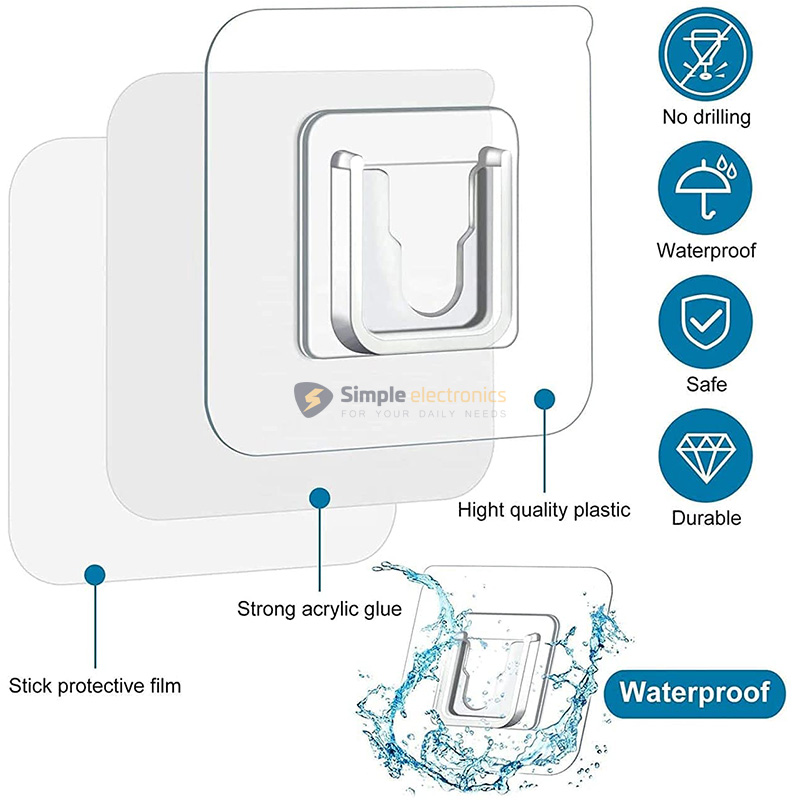 No drilling
Waterproof
Safe
Durable
Simple electronics
FOR YOUR DAILY NEEDS
Hight quality plastic
Strong acrylic glue
Stick protective film
Waterproof